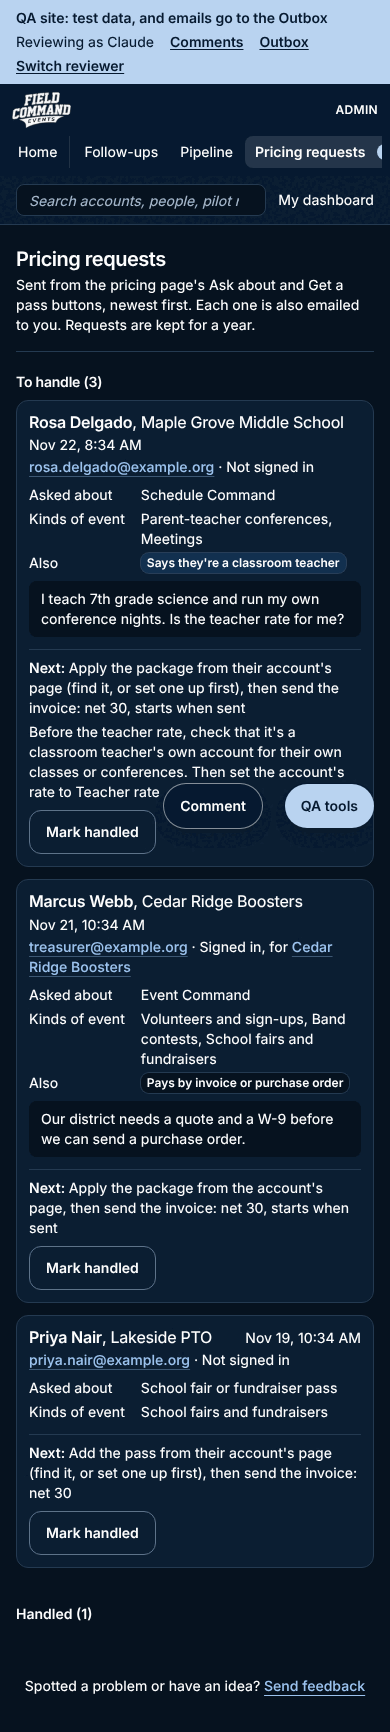 QA site: test data, and emails go to the Outbox
Reviewing as Claude Comments Outbox
Switch reviewer
FIELD
COMMAND
EVENTS
ADMIN
Home Follow-ups Pipeline Pricing requests
Search accounts, people, pilot
My dashboard
Pricing requests
Sent from the pricing page's Ask about and Get a
pass buttons, newest first. Each one is also emailed
to you. Requests are kept for a year.
To handle (3)
Rosa Delgado, Maple Grove Middle School
Nov 22, 8:34 AM
rosa.delgado@example.org · Not signed in
Asked about Schedule Command
Kinds of event Parent-teacher conferences,
Meetings
Also Says they're a classroom teacher
I teach 7th grade science and run my own
conference nights. Is the teacher rate for me?
Next: Apply the package from their account's
page (find it, or set one up first), then send the
invoice: net 30, starts when sent
Before the teacher rate, check that it's a
classroom teacher's own account for their own
classes or conferences. Then set the account's
rate to Teacher rate
Comment
QA tools
Mark handled
Marcus Webb, Cedar Ridge Boosters
Nov 21, 10:34 AM
treasurer@example.org · Signed in, for Cedar
Ridge Boosters
Asked about Event Command
Kinds of event Volunteers and sign-ups, Band
contests, School fairs and
fundraisers
Also Pays by invoice or purchase order
Our district needs a quote and a W-9 before
we can send a purchase order.
Next: Apply the package from the account's
page, then send the invoice: net 30, starts when
sent
Mark handled
Priya Nair, Lakeside PTO Nov 19, 10:34 AM
priya.nair@example.org · Not signed in
Asked about School fair or fundraiser pass
Kinds of event School fairs and fundraisers
Next: Add the pass from their account's page
(find it, or set one up first), then send the invoice:
net 30
Mark handled
Handled (1)
Spotted a problem or have an idea? Send feedback